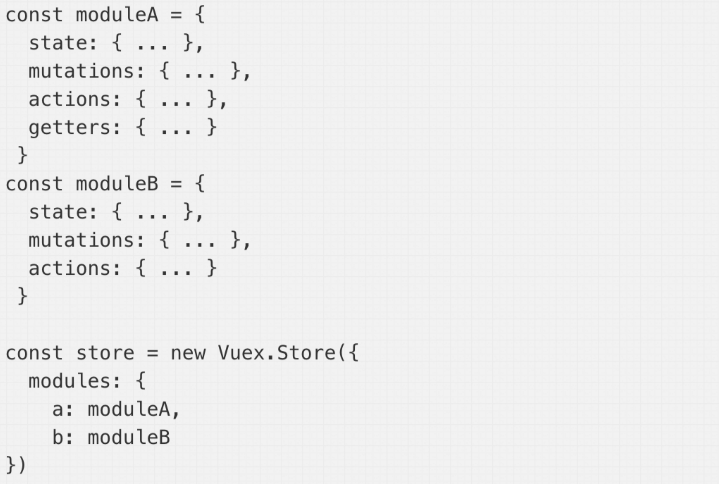 const moduleA = {
  state: { ... },
  mutations: { ... },
  actions: { ... },
  getters: { ... }
 }
const moduleB = {
  state: { ... },
  mutations: { ... },
  actions: { ... }
 }

const store = new Vuex.Store({
  modules: {
    a: moduleA,
    b: moduleB
})